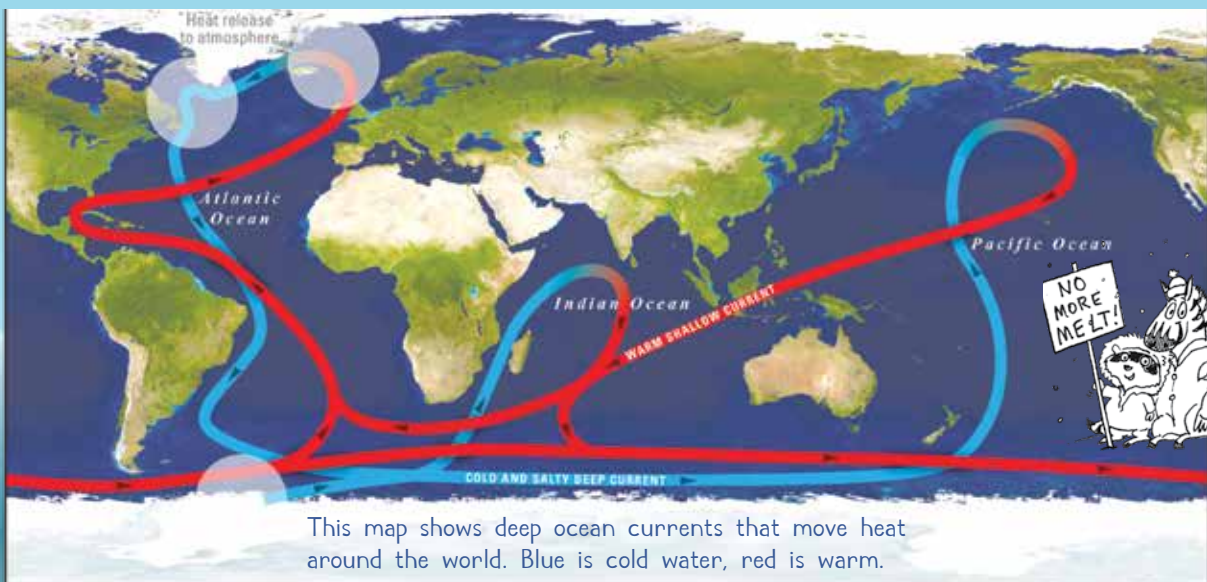 Heat release
to atmosphere
Atlantic
Ocean
Pacific Ocean
NO
MORE
MELT!
Indian Ocean
WARM SHALLOW CURRENT
COLD AND SALTY DEEP CURRENT
This map shows deep ocean currents that move heat
around the world. Blue is cold water, red is warm.